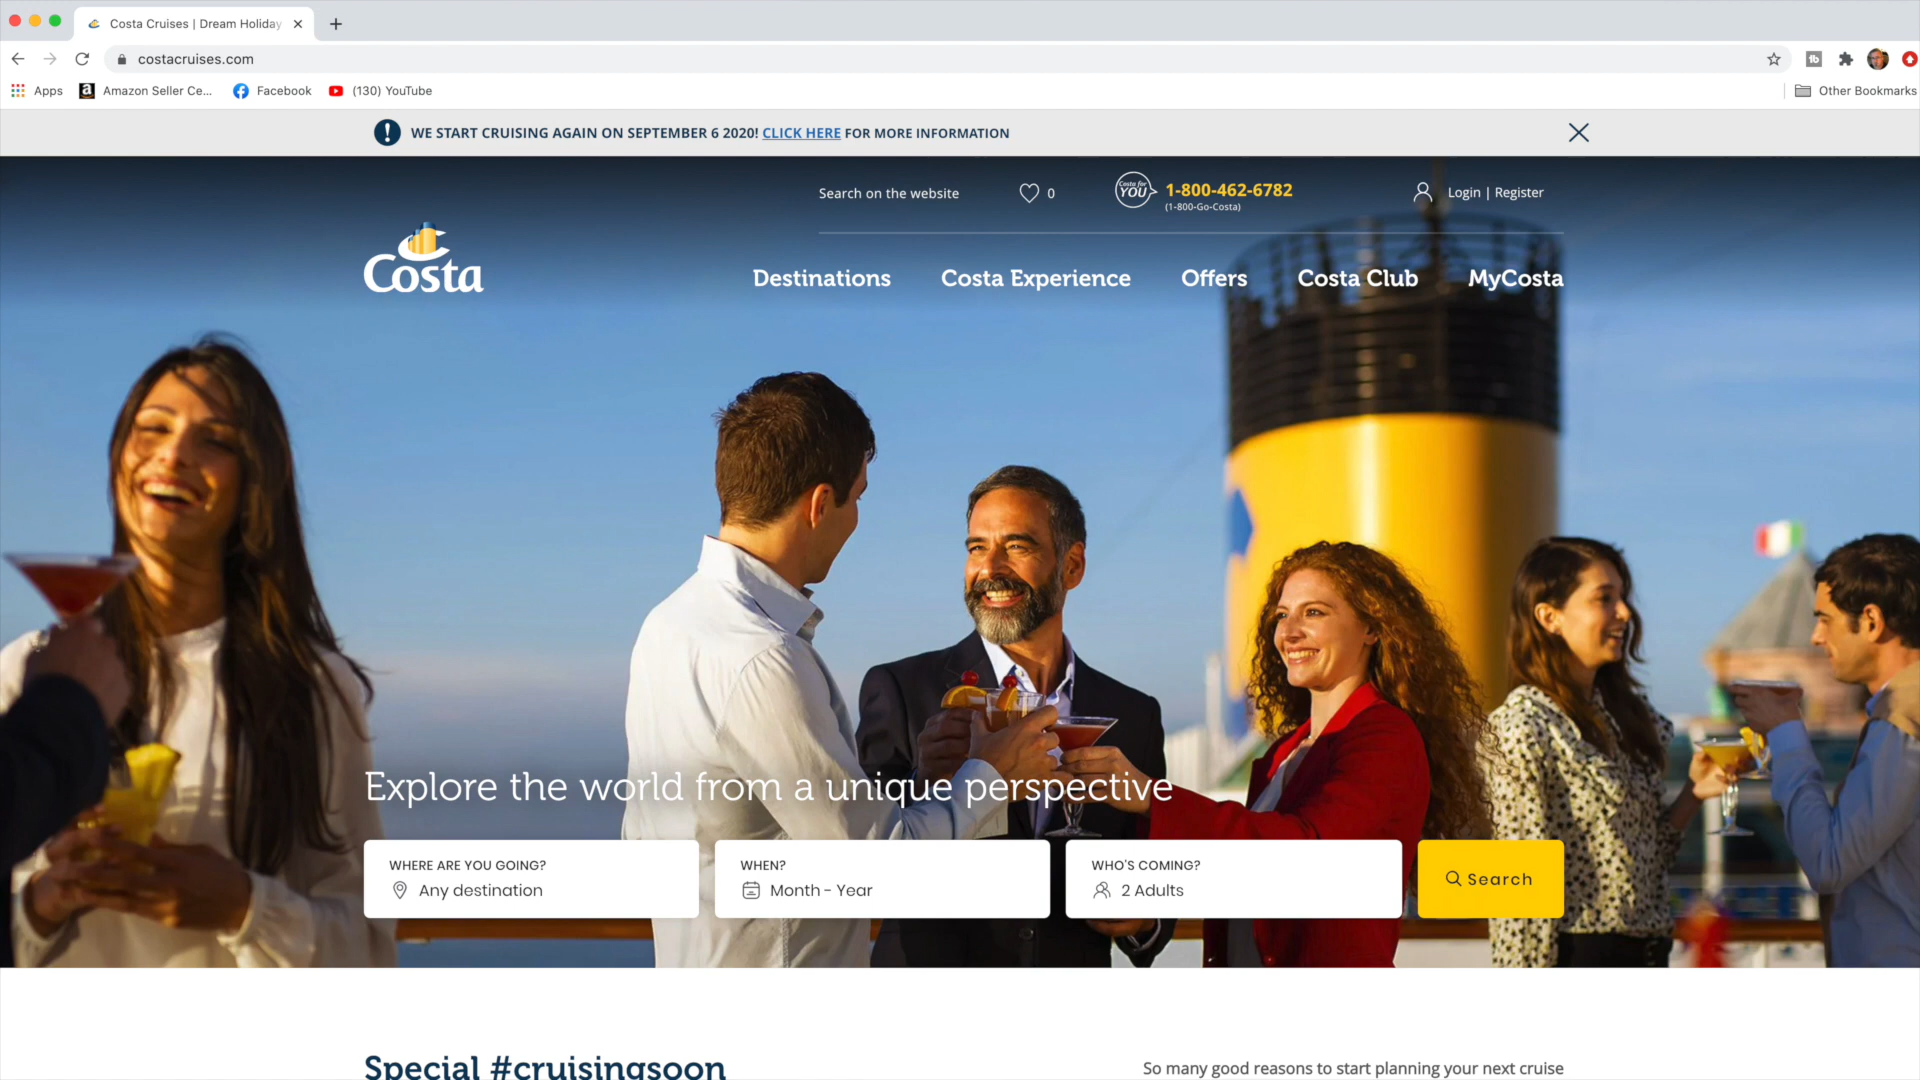 Costa Cruises | Dream Holiday
costacruises.com
Apps
Amazon Seller Ce...
Facebook
(130) YouTube
Other Bookmarks
WE START CRUISING AGAIN ON SEPTEMBER 6 2020! CLICK HERE FOR MORE INFORMATION
Search on the website
0
Costa for
YOU
1-800-462-6782
(1-800-Go-Costa)
Login | Register
Costa
Destinations
Costa Experience
Offers
Costa Club
MyCosta
Explore the world from a unique perspective
WHERE ARE YOU GOING?
Any destination
WHEN?
Month - Year
WHO'S COMING?
2 Adults
Search
Special #cruisingsoon
So many good reasons to start planning your next cruise